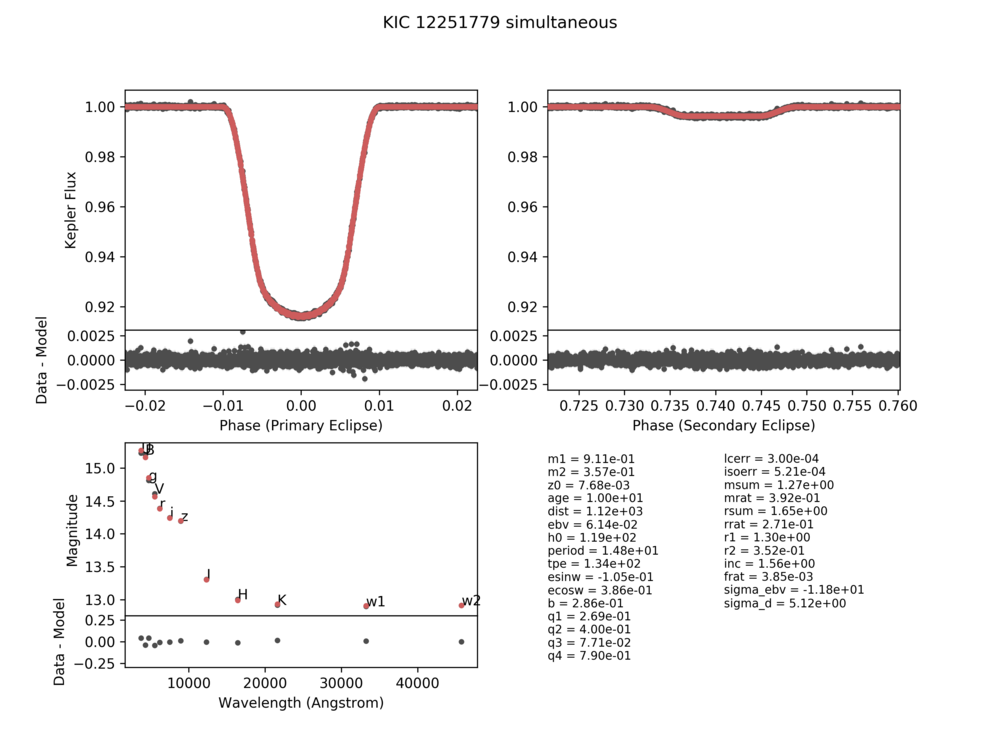 KIC 12251779 simultaneous
1.00
0.98
0.96
0.94
0.92
Kepler Flux
0.0025
0.0000
−0.0025
Data - Model
−0.02 −0.01 0.00 0.01 0.02
Phase (Primary Eclipse)
1.00
0.98
0.96
0.94
0.92
0.0025
0.0000
−0.0025
0.725 0.730 0.735 0.740 0.745 0.750 0.755 0.760
Phase (Secondary Eclipse)
15.0
14.5
14.0
13.5
13.0
Magnitude
B
g
V
r
i
z
J
H
K
w1
w2
0.25
0.00
−0.25
Data - Model
10000 20000 30000 40000
Wavelength (Angstrom)
m1 = 9.11e-01
m2 = 3.57e-01
z0 = 7.68e-03
age = 1.00e+01
dist = 1.12e+03
ebv = 6.14e-02
h0 = 1.19e+02
period = 1.48e+01
tpe = 1.34e+02
esinw = -1.05e-01
ecosw = 3.86e-01
b = 2.86e-01
q1 = 2.69e-01
q2 = 4.00e-01
q3 = 7.71e-02
q4 = 7.90e-01
lcerr = 3.00e-04
isoerr = 5.21e-04
msum = 1.27e+00
mrat = 3.92e-01
rsum = 1.65e+00
rrat = 2.71e-01
r1 = 1.30e+00
r2 = 3.52e-01
inc = 1.56e+00
frat = 3.85e-03
sigma_ebv = -1.18e+01
sigma_d = 5.12e+00